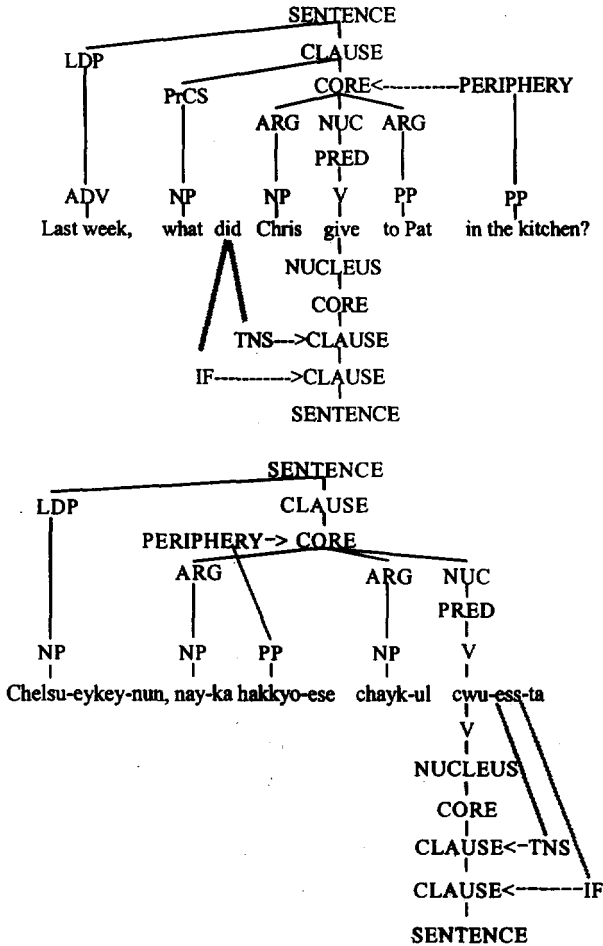 SENTENCE
LDP CLAUSE
PrCS CORE<----------PERIPHERY
ARG NUC ARG
PRED
ADV NP NP V PP PP
Last week, what did Chris give to Pat in the kitchen?
NUCLEUS
CORE
TNS--->CLAUSE
IF----------->CLAUSE
SENTENCE
SENTENCE
LDP CLAUSE
PERIPHERY-> CORE
ARG ARG NUC
PRED
NP NP PP NP V
Chelsu-eykey-nun, nay-ka hakkyo-ese chayk-ul cwu-ess-ta
V
NUCLEUS
CORE
CLAUSE<-TNS
CLAUSE<-------IF
SENTENCE